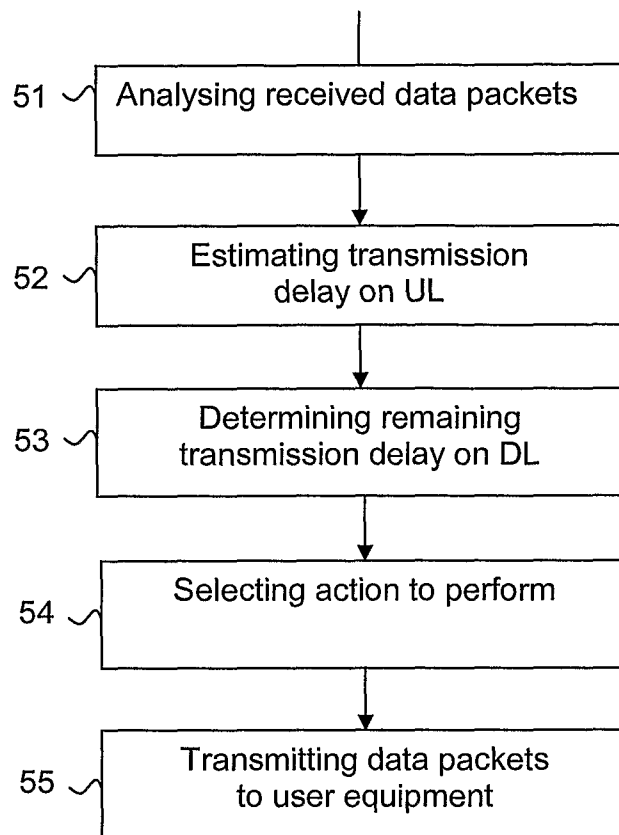 51 Analysing received data packets
52 Estimating transmission
delay on UL
53 Determining remaining
transmission delay on DL
54 Selecting action to perform
55 Transmitting data packets
to user equipment